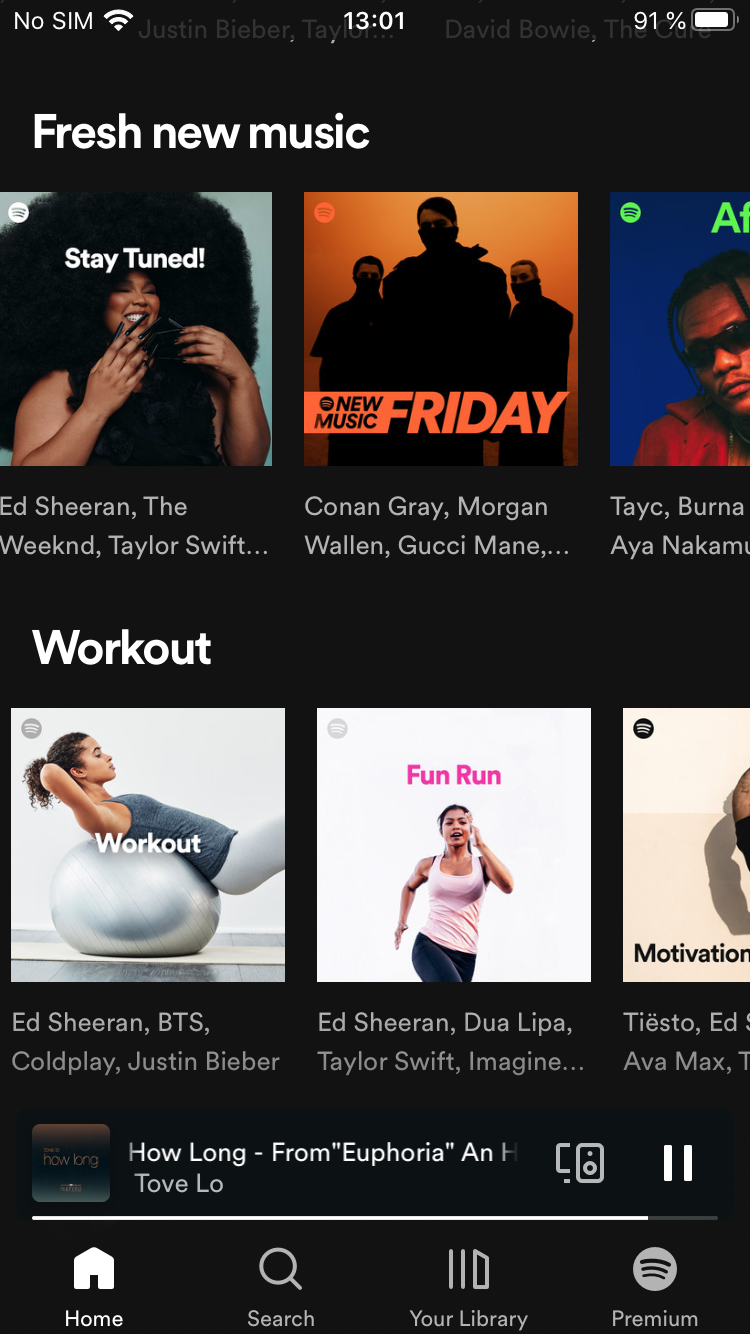 No SIM 13:01 91 %
Justin Bieber, Taylor... David Bowie, The Cure
Fresh new music
Stay Tuned!
NEW
MUSIC FRIDAY
Af
Ed Sheeran, The
Weeknd, Taylor Swift...
Conan Gray, Morgan
Wallen, Gucci Mane,...
Tayc, Burna
Aya Nakamu
Workout
Workout
Fun Run
Motivation
Ed Sheeran, BTS,
Coldplay, Justin Bieber
Ed Sheeran, Dua Lipa,
Taylor Swift, Imagine...
Tiësto, Ed S
Ava Max, T
how long
How Long - From"Euphoria" An H
Tove Lo
Home Search Your Library Premium